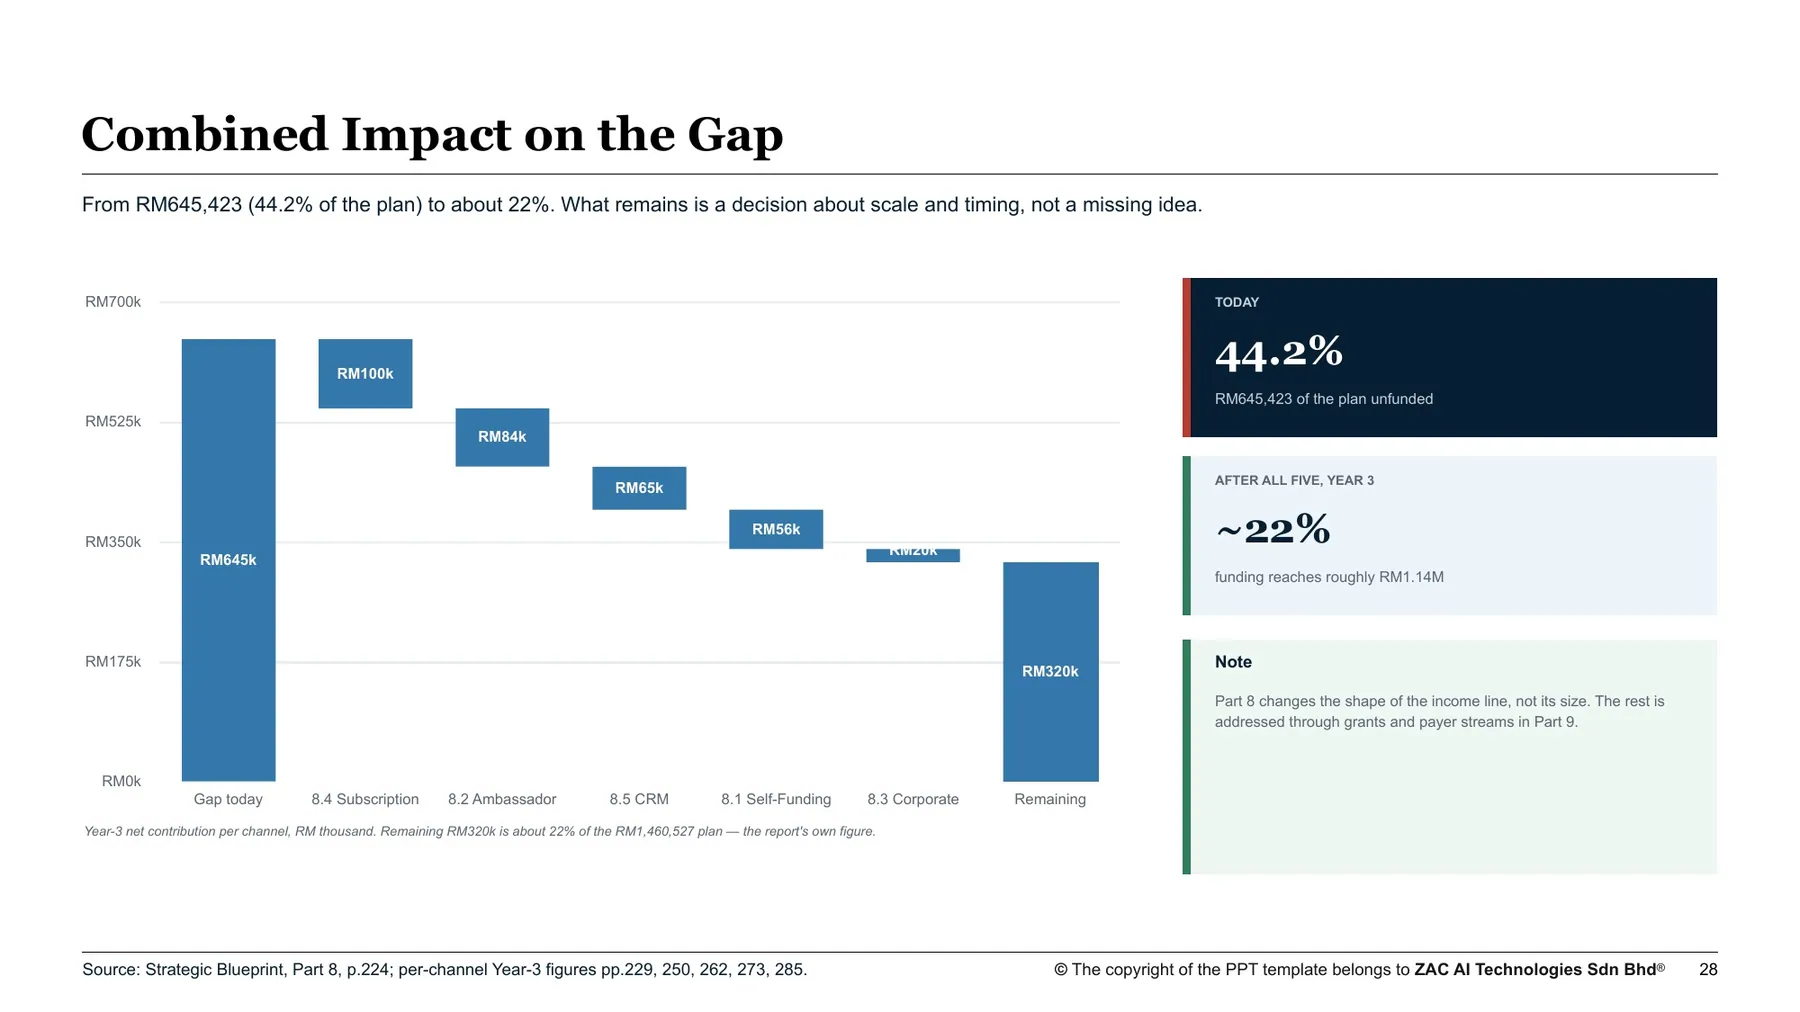 Combined Impact on the Gap
From RM645,423 (44.2% of the plan) to about 22%. What remains is a decision about scale and timing, not a missing idea.
RM700k
RM525k
RM350k
RM175k
RM0k
RM645k
RM100k
RM84k
RM65k
RM56k
RM20k
RM320k
Gap today
8.4 Subscription
8.2 Ambassador
8.5 CRM
8.1 Self-Funding
8.3 Corporate
Remaining
Year-3 net contribution per channel, RM thousand. Remaining RM320k is about 22% of the RM1,460,527 plan — the report's own figure.
TODAY
44.2%
RM645,423 of the plan unfunded
AFTER ALL FIVE, YEAR 3
~22%
funding reaches roughly RM1.14M
Note
Part 8 changes the shape of the income line, not its size. The rest is
addressed through grants and payer streams in Part 9.
Source: Strategic Blueprint, Part 8, p.224; per-channel Year-3 figures pp.229, 250, 262, 273, 285.
© The copyright of the PPT template belongs to ZAC AI Technologies Sdn Bhd®
28